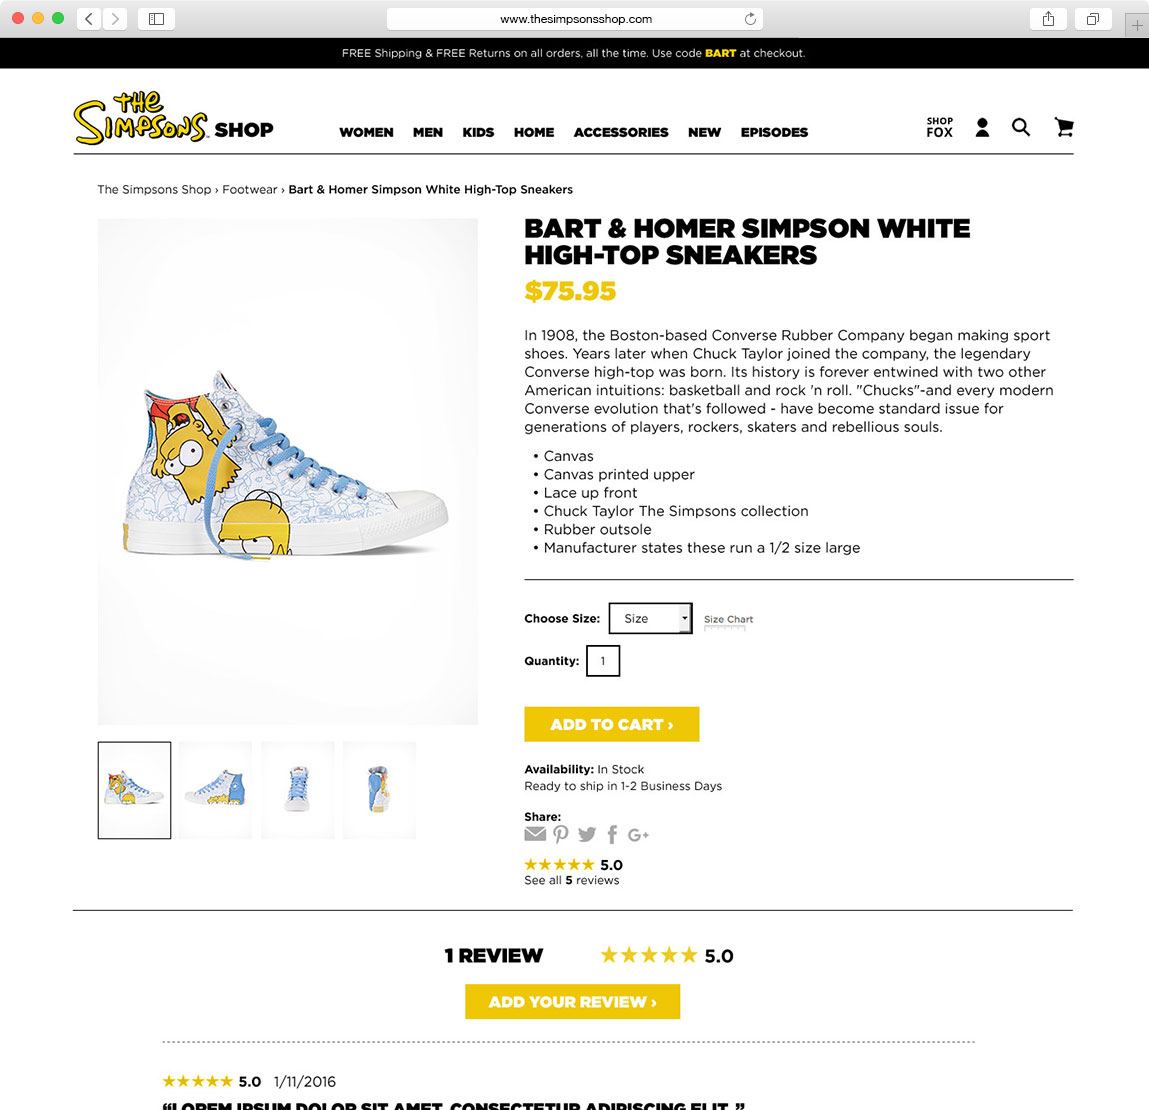 www.thesimpsonsshop.com
FREE Shipping & FREE Returns on all orders, all the time. Use code BART at checkout.
THE SIMPSONS SHOP
WOMEN MEN KIDS HOME ACCESSORIES NEW EPISODES
SHOP FOX
The Simpsons Shop › Footwear › Bart & Homer Simpson White High-Top Sneakers
BART & HOMER SIMPSON WHITE
HIGH-TOP SNEAKERS
$75.95
In 1908, the Boston-based Converse Rubber Company began making sport
shoes. Years later when Chuck Taylor joined the company, the legendary
Converse high-top was born. Its history is forever entwined with two other
American intuitions: basketball and rock 'n roll. "Chucks"-and every modern
Converse evolution that's followed - have become standard issue for
generations of players, rockers, skaters and rebellious souls.
• Canvas
• Canvas printed upper
• Lace up front
• Chuck Taylor The Simpsons collection
• Rubber outsole
• Manufacturer states these run a 1/2 size large
Choose Size: Size Size Chart
Quantity: 1
ADD TO CART ›
Availability: In Stock
Ready to ship in 1-2 Business Days
Share:
G+
★★★★★ 5.0
See all 5 reviews
1 REVIEW ★★★★★ 5.0
ADD YOUR REVIEW ›
★★★★★ 5.0 1/11/2016
“LOREM IPSUM DOLOR SIT AMET, CONSECTETUR ADIPISCING ELIT.”